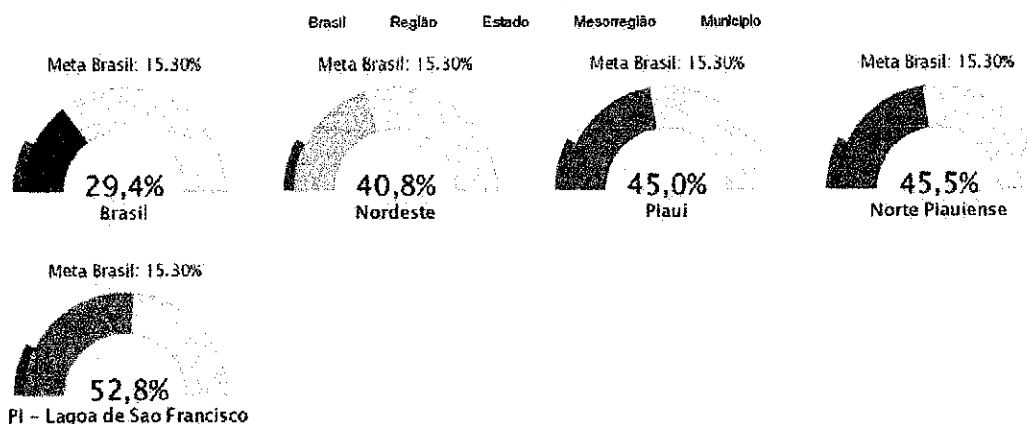 Brasil Região Estado Mesorregião Município
Meta Brasil: 15.30% Meta Brasil: 15.30% Meta Brasil: 15.30% Meta Brasil: 15.30%
29,4% 40,8% 45,0% 45,5%
Brasil Nordeste Piauí Norte Piauiense
Meta Brasil: 15.30%
52,8%
PI – Lagoa de Sao Francisco